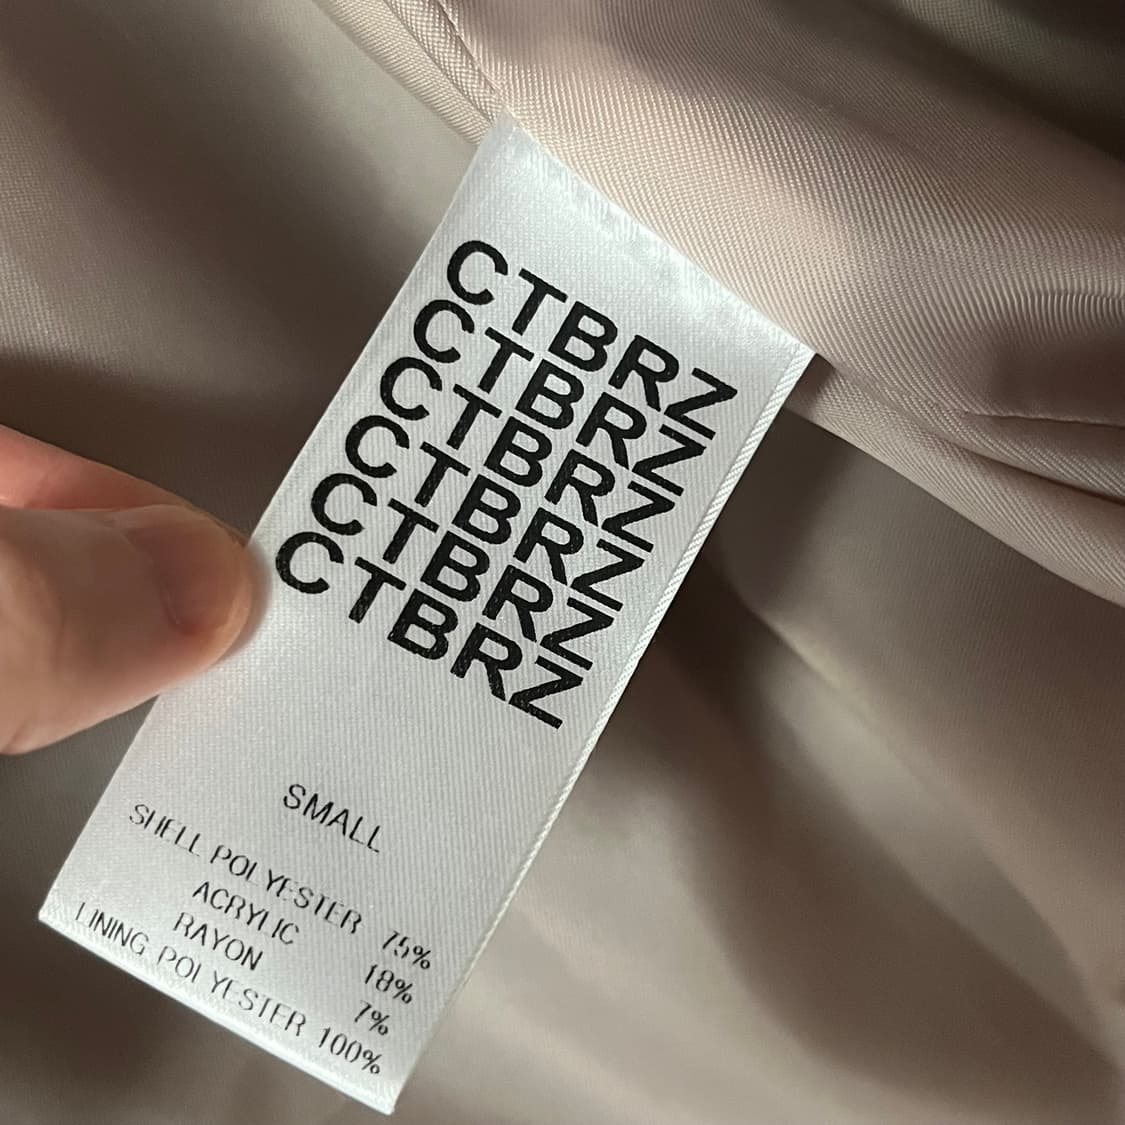 CTBRZ
CTBRZ
CTBRZ
CTBRZ
CTBRZ
CTBRZ
SMALL
SHELL POLYESTER 75%
ACRYLIC 18%
RAYON 7%
LINING POLYESTER 100%